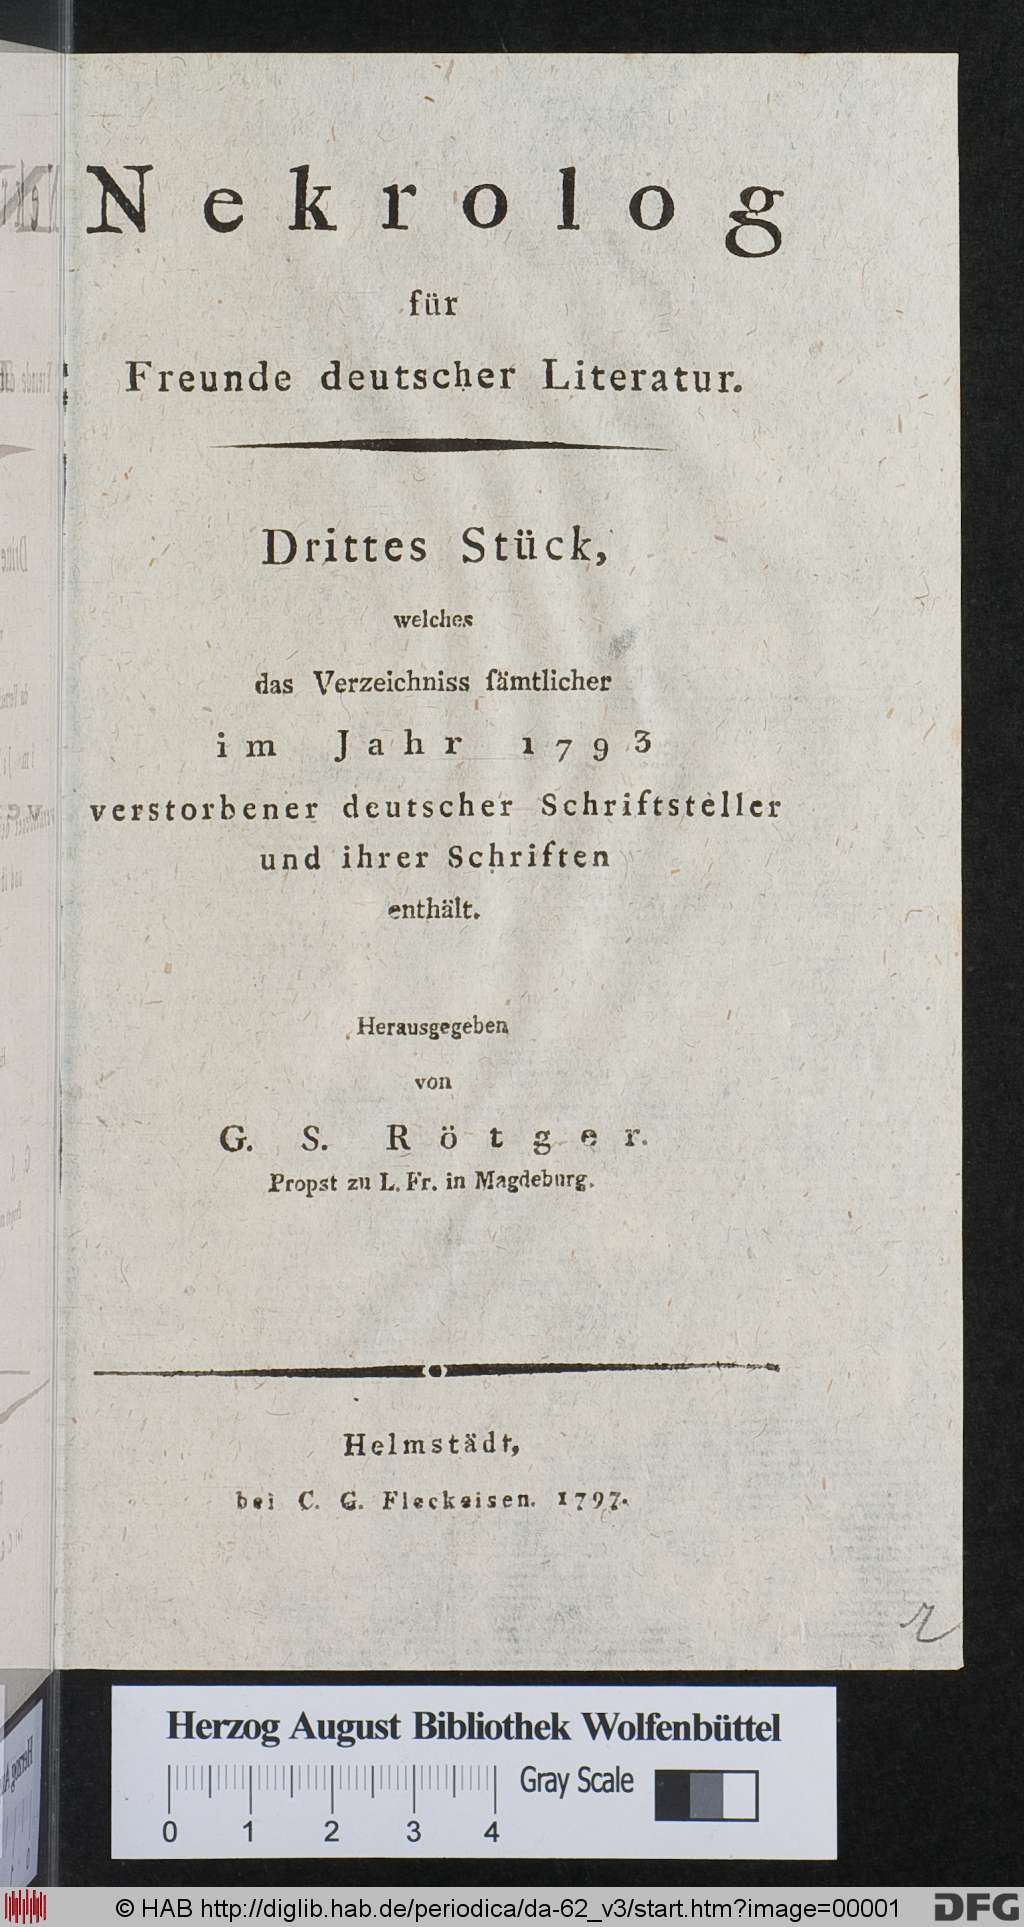 Nekrolog
für
Freunde deutscher Literatur.
Drittes Stück,
welches
das Verzeichniss ſämtlicher
im Jahr 1793
verstorbener deutscher Schriftsteller
und ihrer Schriften
enthält.
Herausgegeben
von
G. S. Rötger.
Propst zu L. Fr. in Magdeburg.
Helmstädt,
bei C. G. Fleckeisen. 1797.
Herzog August Bibliothek Wolfenbüttel
Gray Scale
0 1 2 3 4
© HAB http://diglib.hab.de/periodica/da-62_v3/start.htm?image=00001
DFG